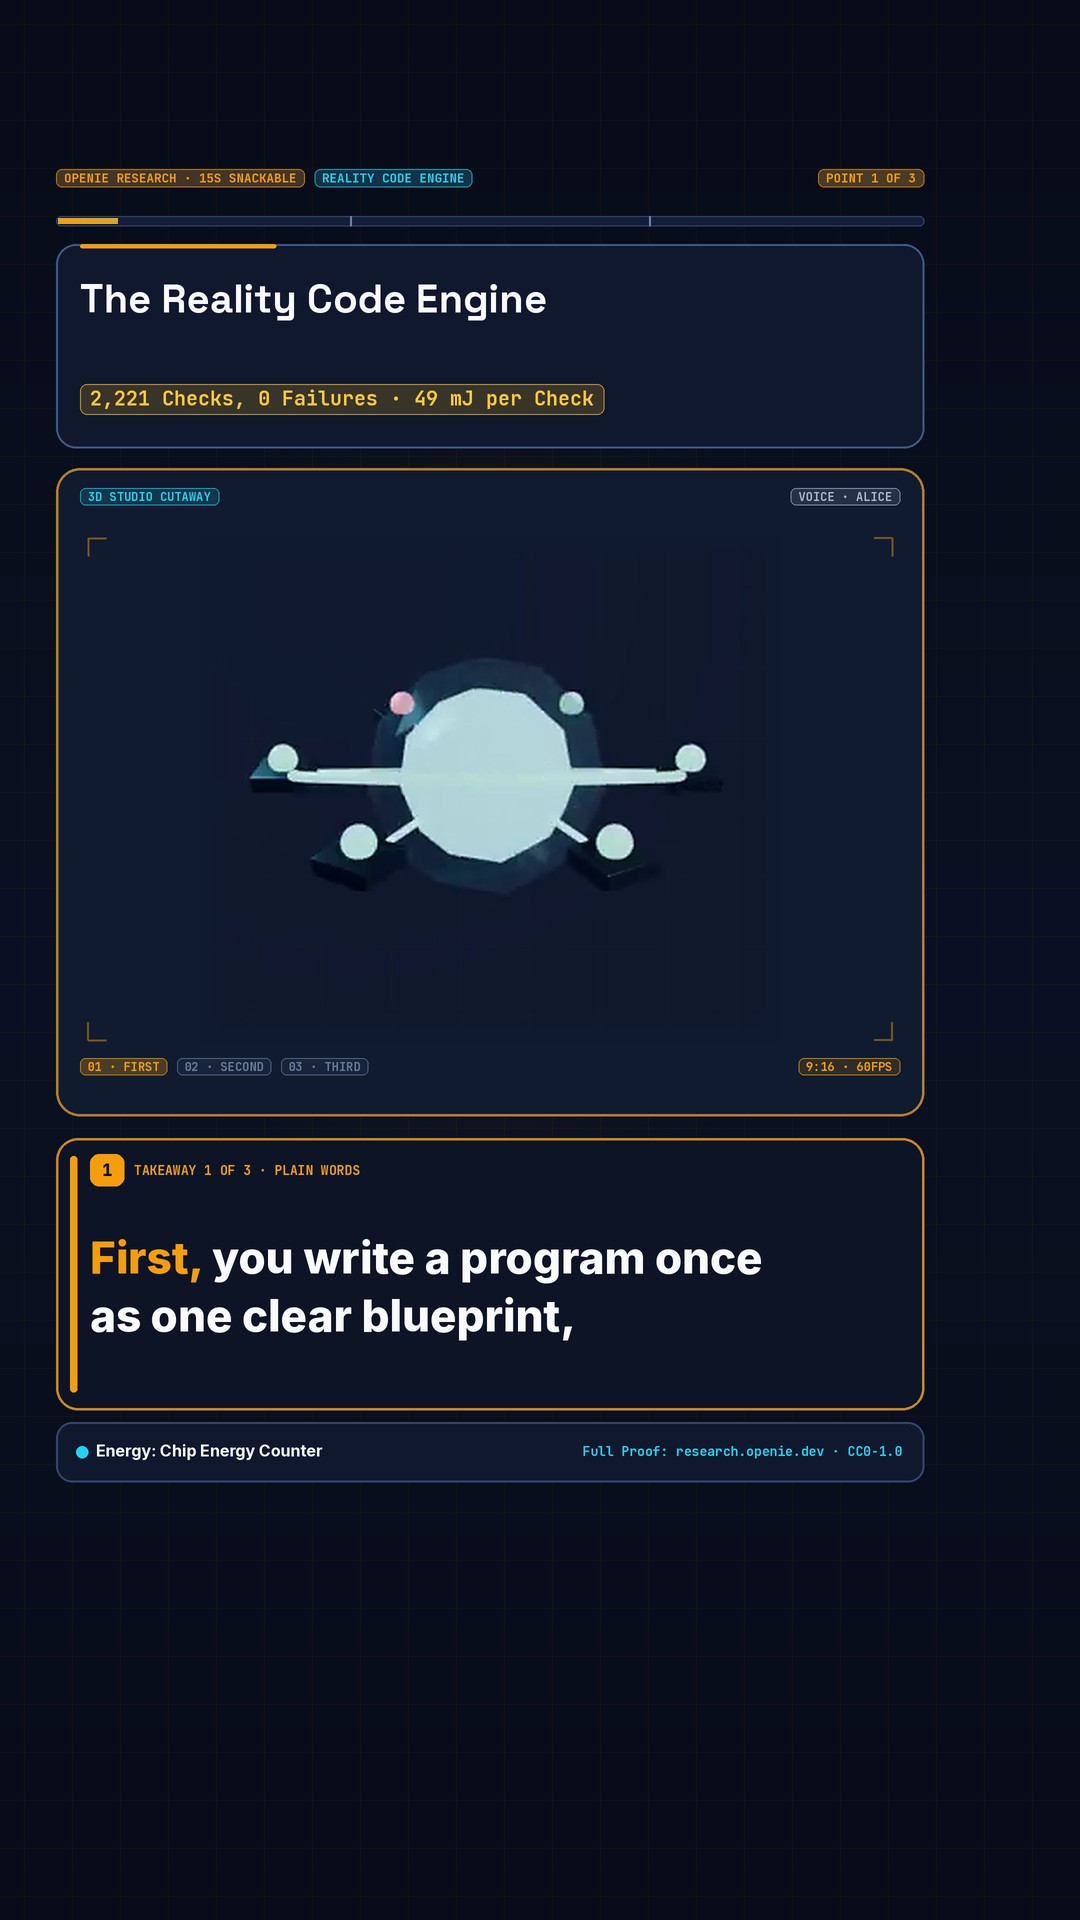 OPENIE RESEARCH · 15S SNACKABLE
REALITY CODE ENGINE
POINT 1 OF 3
The Reality Code Engine
2,221 Checks, 0 Failures · 49 mJ per Check
3D STUDIO CUTAWAY
VOICE · ALICE
01 · FIRST
02 · SECOND
03 · THIRD
9:16 · 60FPS
1
TAKEAWAY 1 OF 3 · PLAIN WORDS
First, you write a program once
as one clear blueprint,
Energy: Chip Energy Counter
Full Proof: research.openie.dev · CC0-1.0